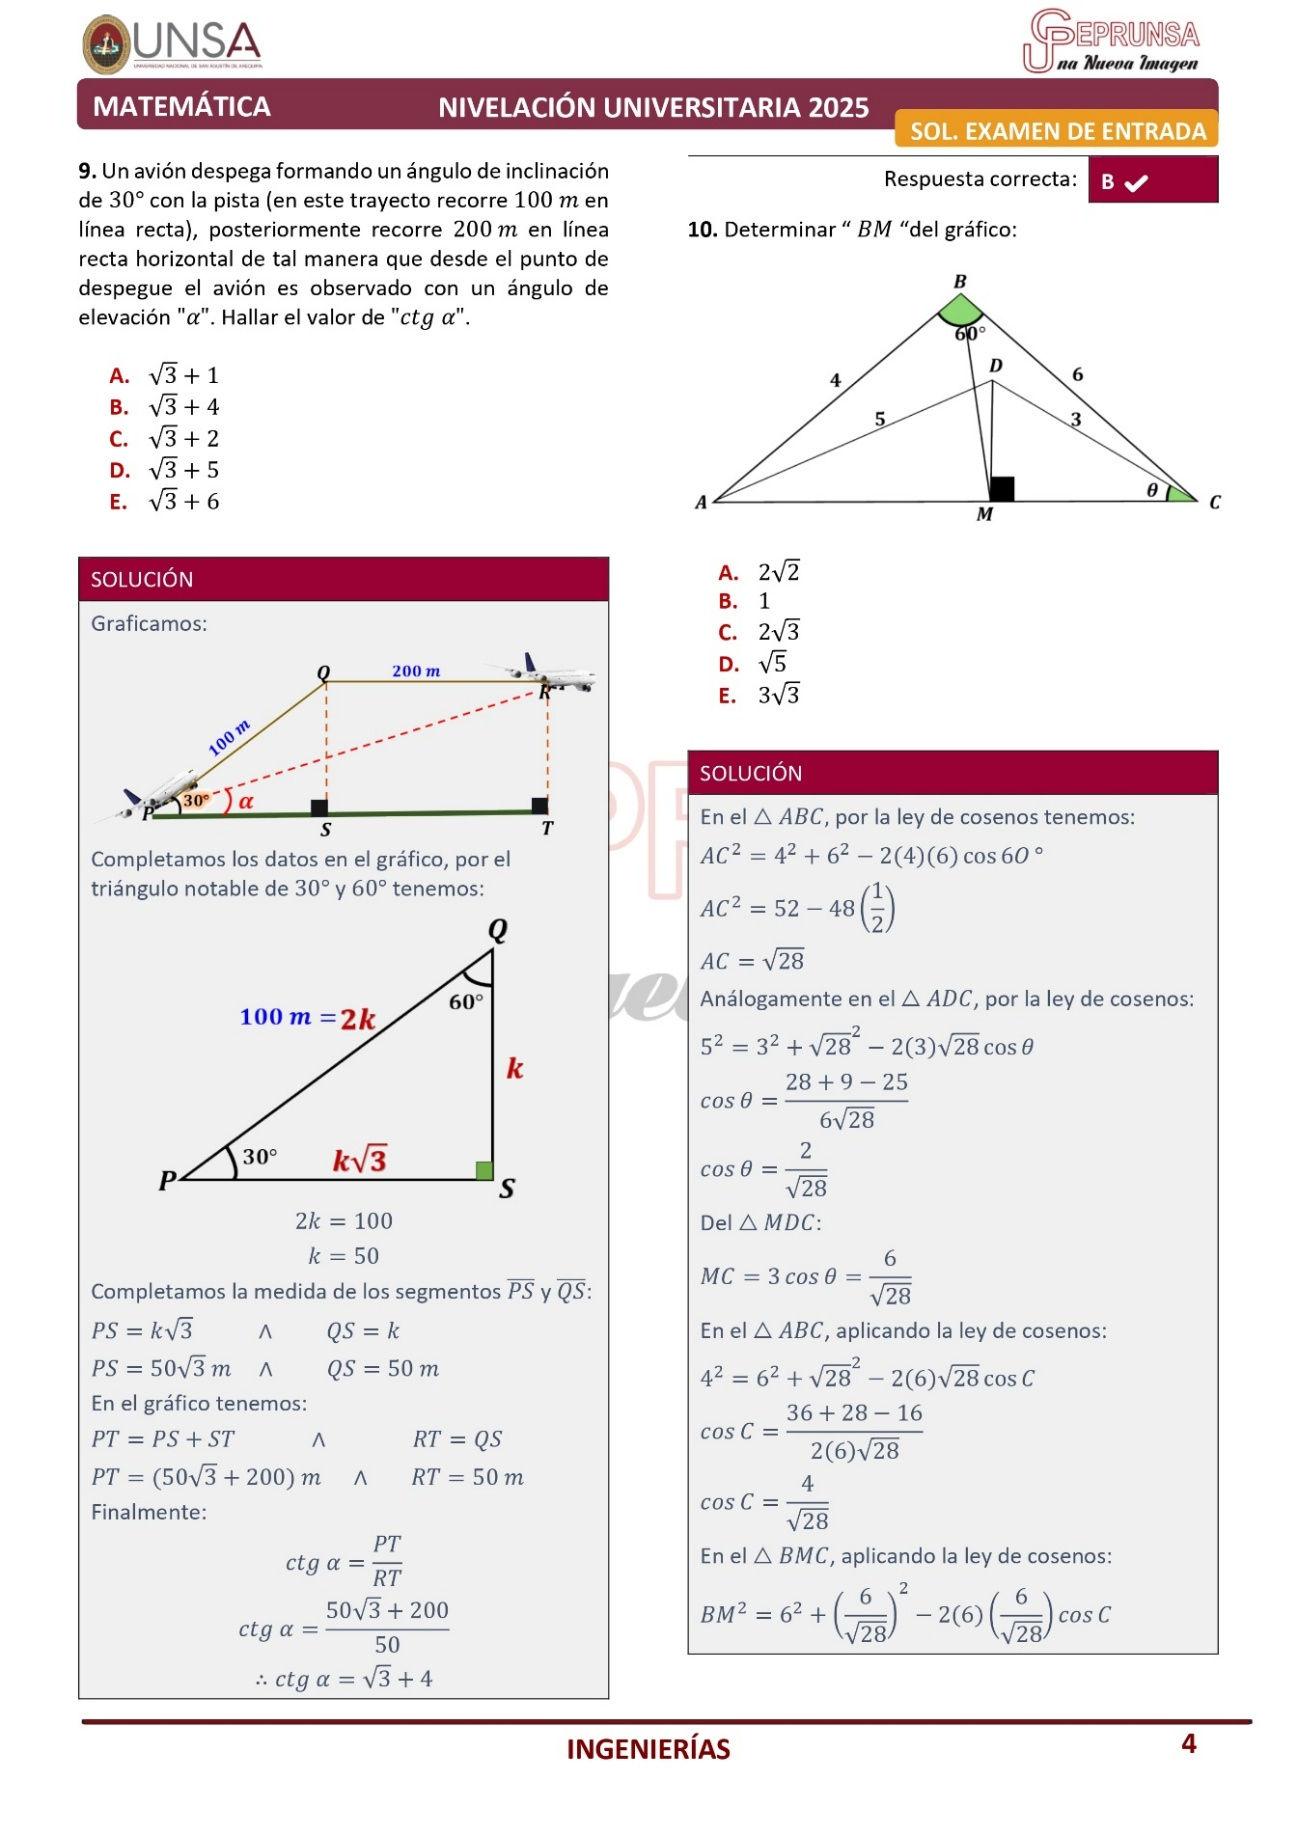 UNSA
UNIVERSIDAD NACIONAL DE SAN AGUSTÍN DE AREQUIPA
CEPRUNSA
Una Nueva Imagen
MATEMÁTICA
NIVELACIÓN UNIVERSITARIA 2025
SOL. EXAMEN DE ENTRADA
9. Un avión despega formando un ángulo de inclinación
de 30° con la pista (en este trayecto recorre 100 m en
línea recta), posteriormente recorre 200 m en línea
recta horizontal de tal manera que desde el punto de
despegue el avión es observado con un ángulo de
elevación "α". Hallar el valor de "ctg α".
A. √3 + 1
B. √3 + 4
C. √3 + 2
D. √3 + 5
E. √3 + 6
SOLUCIÓN
Graficamos:
Q
200 m
R
100 m
P
30°
α
S
T
Completamos los datos en el gráfico, por el
triángulo notable de 30° y 60° tenemos:
Q
60°
100 m = 2k
k
30°
k√3
P
S
2k = 100
k = 50
Completamos la medida de los segmentos P̅S̅ y Q̅S̅:
PS = k√3 ∧ QS = k
PS = 50√3 m ∧ QS = 50 m
En el gráfico tenemos:
PT = PS + ST ∧ RT = QS
PT = (50√3 + 200) m ∧ RT = 50 m
Finalmente:
ctg α = PT/RT
ctg α = (50√3 + 200)/50
∴ ctg α = √3 + 4
Respuesta correcta: B ✓
10. Determinar “ BM “del gráfico:
B
60°
D
4
6
5
3
A
θ
C
M
A. 2√2
B. 1
C. 2√3
D. √5
E. 3√3
SOLUCIÓN
En el △ ABC, por la ley de cosenos tenemos:
AC² = 4² + 6² − 2(4)(6) cos 6O °
AC² = 52 − 48(1/2)
AC = √28
Análogamente en el △ ADC, por la ley de cosenos:
5² = 3² + √28² − 2(3)√28 cos θ
cos θ = (28 + 9 − 25)/(6√28)
cos θ = 2/√28
Del △ MDC:
MC = 3 cos θ = 6/√28
En el △ ABC, aplicando la ley de cosenos:
4² = 6² + √28² − 2(6)√28 cos C
cos C = (36 + 28 − 16)/(2(6)√28)
cos C = 4/√28
En el △ BMC, aplicando la ley de cosenos:
BM² = 6² + (6/√28)² − 2(6)(6/√28) cos C
INGENIERÍAS
4